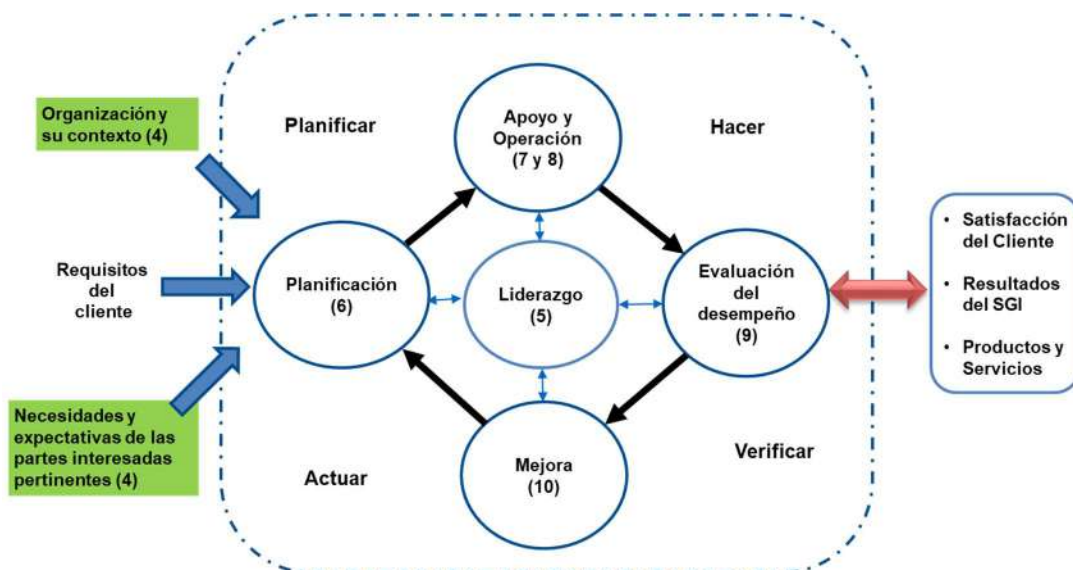 Organización y
su contexto (4)
Requisitos
del
cliente
Necesidades y
expectativas de las
partes interesadas
pertinentes (4)
Planificar
Apoyo y
Operación
(7 y 8)
Hacer
Planificación
(6)
Liderazgo
(5)
Evaluación
del
desempeño
(9)
Actuar
Mejora
(10)
Verificar
• Satisfacción
del Cliente
• Resultados
del SGI
• Productos y
Servicios